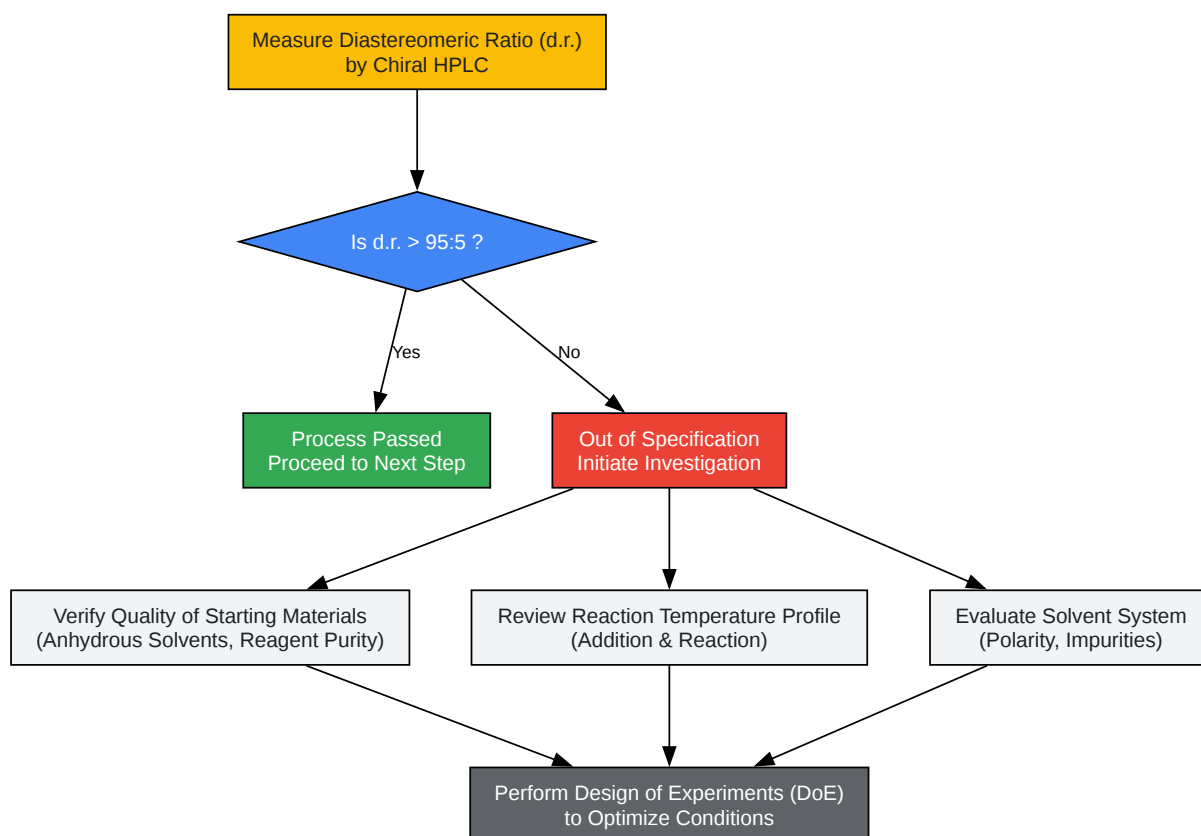 Measure Diastereomeric Ratio (d.r.)
by Chiral HPLC
Is d.r. > 95:5 ?
Yes
No
Process Passed
Proceed to Next Step
Out of Specification
Initiate Investigation
Verify Quality of Starting Materials
(Anhydrous Solvents, Reagent Purity)
Review Reaction Temperature Profile
(Addition & Reaction)
Evaluate Solvent System
(Polarity, Impurities)
Perform Design of Experiments (DoE)
to Optimize Conditions